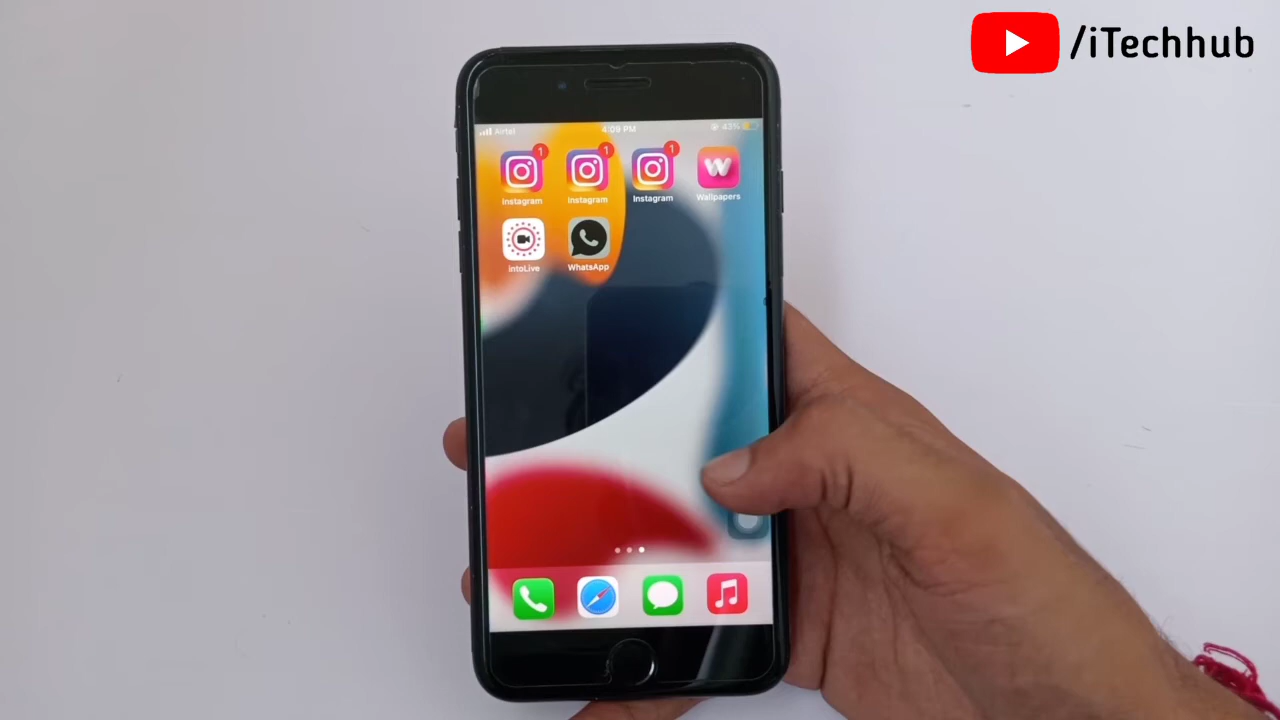 /iTechhub
Airtel 4:09 PM 43%
1 1 1 W
Instagram Instagram Instagram Wallpapers
intoLive WhatsApp